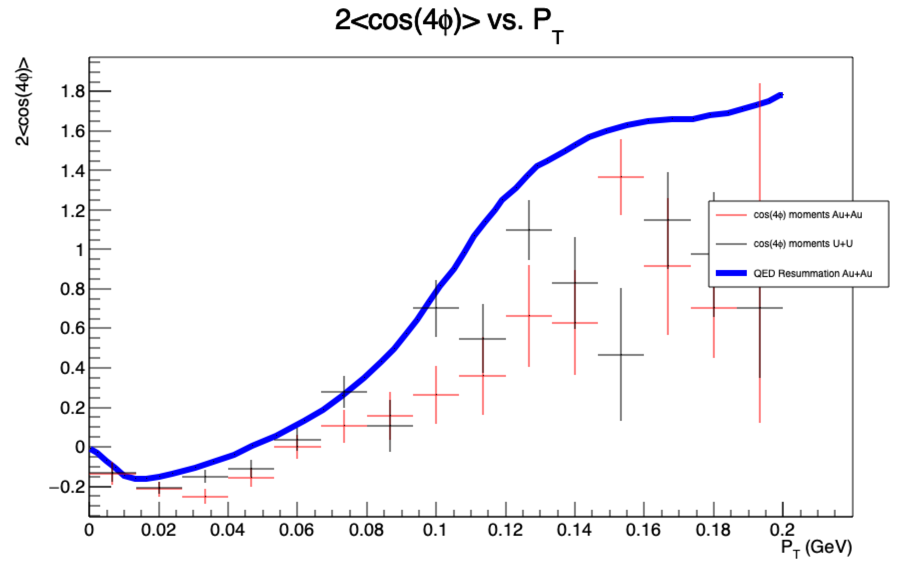 2<cos(4ϕ)> vs. P_T
2<cos(4ϕ)>
1.8
1.6
1.4
1.2
1
0.8
0.6
0.4
0.2
0
−0.2
cos(4ϕ) moments Au+Au
cos(4ϕ) moments U+U
QED Resummation Au+Au
0 0.02 0.04 0.06 0.08 0.1 0.12 0.14 0.16 0.18 0.2
P_T (GeV)